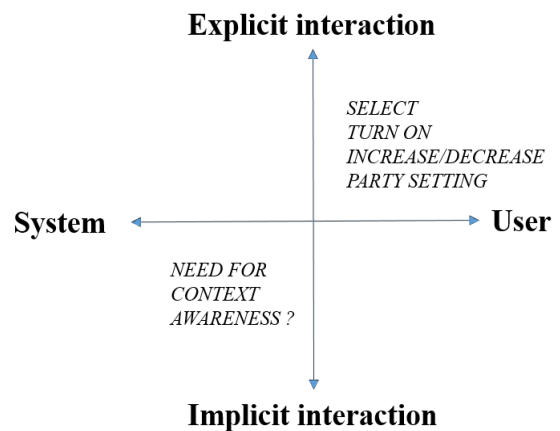 Explicit interaction
SELECT
TURN ON
INCREASE/DECREASE
PARTY SETTING
System
User
NEED FOR
CONTEXT
AWARENESS ?
Implicit interaction